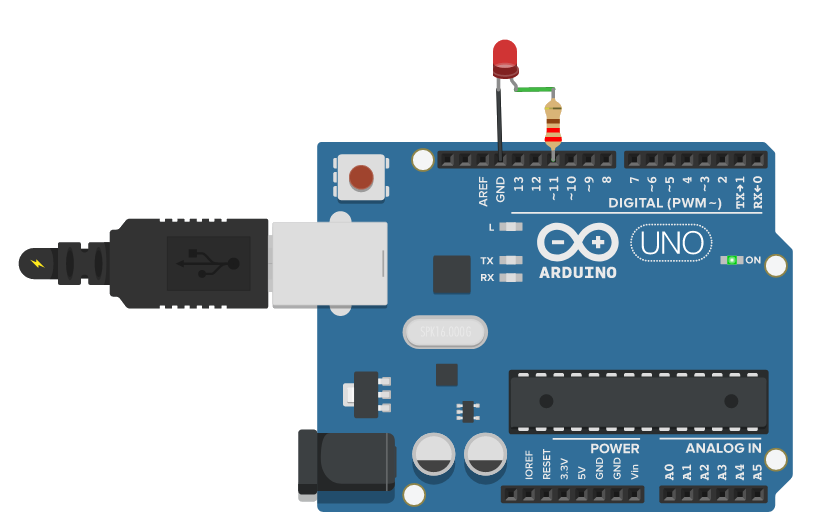 AREF
GND
13
12
~11
~10
~9
8
7
~6
~5
4
~3
2
TX→1
RX←0
DIGITAL (PWM~)
L
TX
RX
UNO
ARDUINO
ON
SPK16.000G
POWER
ANALOG IN
IOREF
RESET
3.3V
5V
GND
GND
Vin
A0
A1
A2
A3
A4
A5